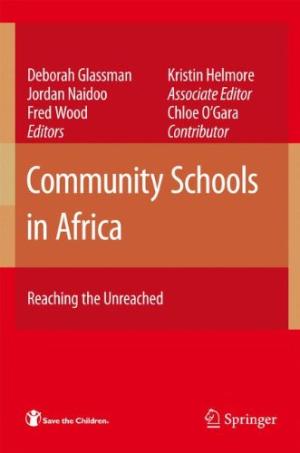 Deborah Glassman
Jordan Naidoo
Fred Wood
Editors
Kristin Helmore
Associate Editor
Chloe O'Gara
Contributor
Community Schools
in Africa
Reaching the Unreached
Save the Children®
Springer